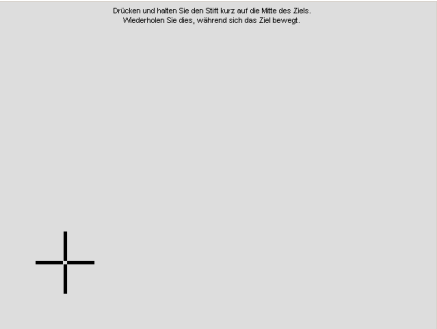 Drücken und halten Sie den Stift kurz auf die Mitte des Ziels.
Wiederholen Sie dies, während sich das Ziel bewegt.